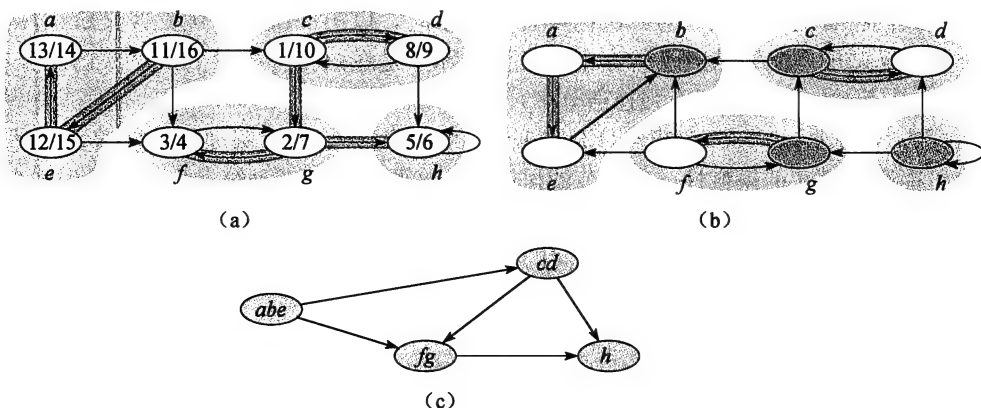 a b c d
13/14 11/16 1/10 8/9
12/15 3/4 2/7 5/6
e f g h
(a)
a b c d
e f g h
(b)
cd
abe
fg h
(c)